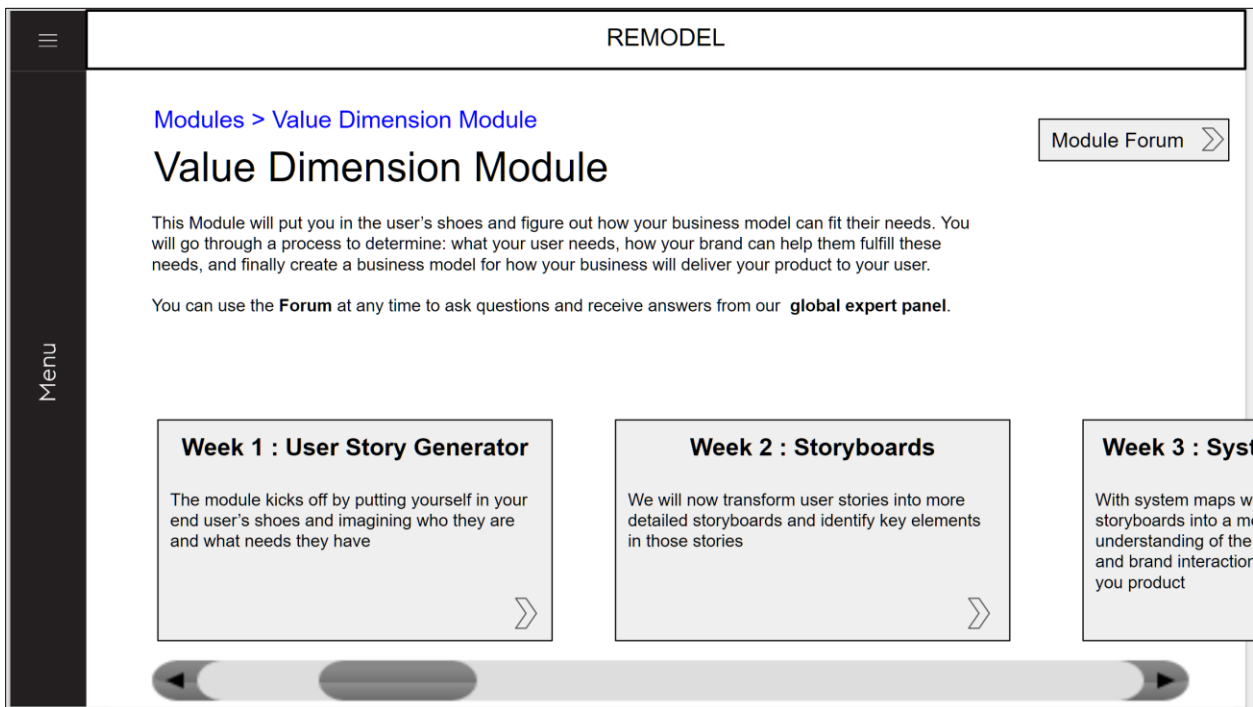 REMODEL
Modules > Value Dimension Module
Module Forum
Value Dimension Module
This Module will put you in the user's shoes and figure out how your business model can fit their needs. You
will go through a process to determine: what your user needs, how your brand can help them fulfill these
needs, and finally create a business model for how your business will deliver your product to your user.
You can use the Forum at any time to ask questions and receive answers from our global expert panel.
Menu
Week 1 : User Story Generator
The module kicks off by putting yourself in your
end user's shoes and imagining who they are
and what needs they have
Week 2 : Storyboards
We will now transform user stories into more
detailed storyboards and identify key elements
in those stories
Week 3 :
With system maps
storyboards into a
understanding of the
and brand
you product